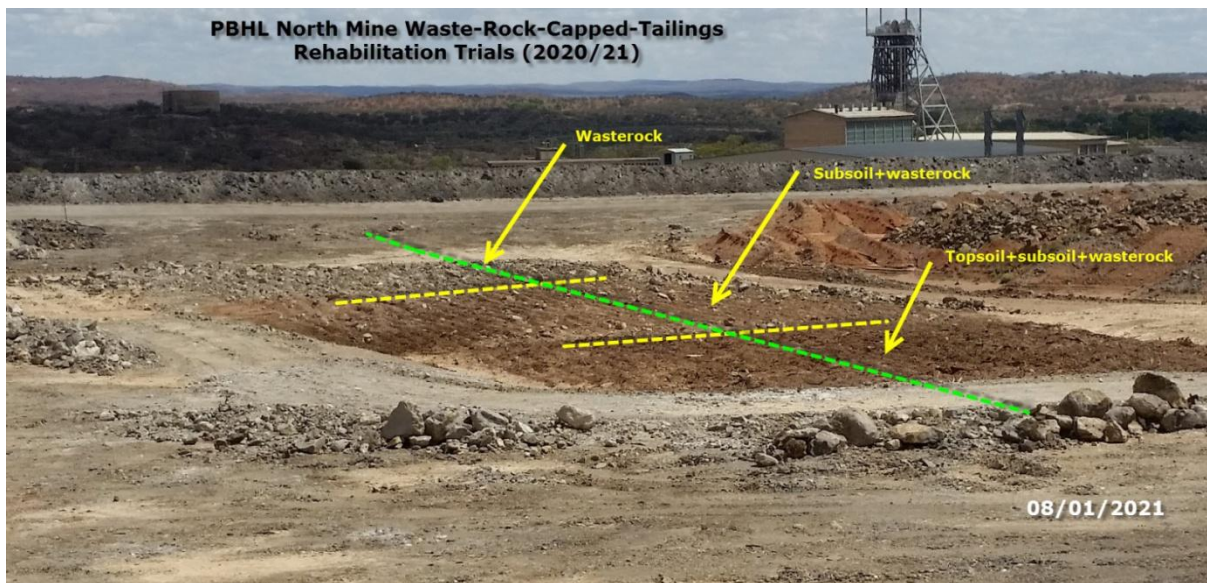 PBHL North Mine Waste-Rock-Capped-Tailings
Rehabilitation Trials (2020/21)
Wasterock
Subsoil+wasterock
Topsoil+subsoil+wasterock
08/01/2021